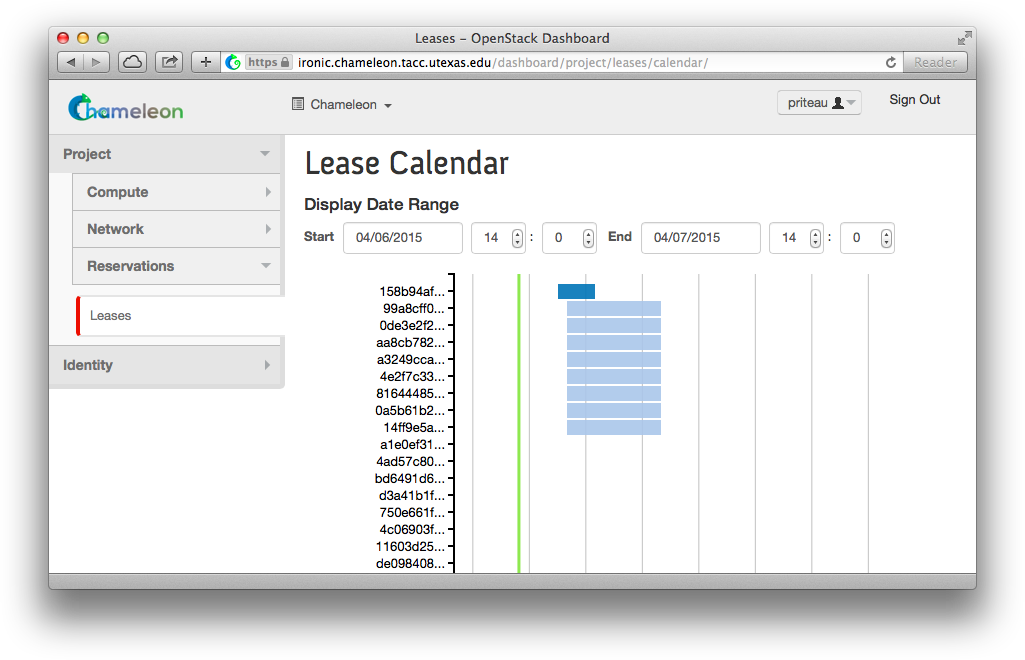 Leases – OpenStack Dashboard
https ironic.chameleon.tacc.utexas.edu/dashboard/project/leases/calendar/ Reader
Chameleon Chameleon priteau Sign Out
Project
Compute
Network
Reservations
Leases
Identity
Lease Calendar
Display Date Range
Start 04/06/2015 14 : 0 End 04/07/2015 14 : 0
158b94af...
99a8cff0...
0de3e2f2...
aa8cb782...
a3249cca...
4e2f7c33...
81644485...
0a5b61b2...
14ff9e5a...
a1e0ef31...
4ad57c80...
bd6491d6...
d3a41b1f...
750e661f...
4c06903f...
11603d25...
de098408...